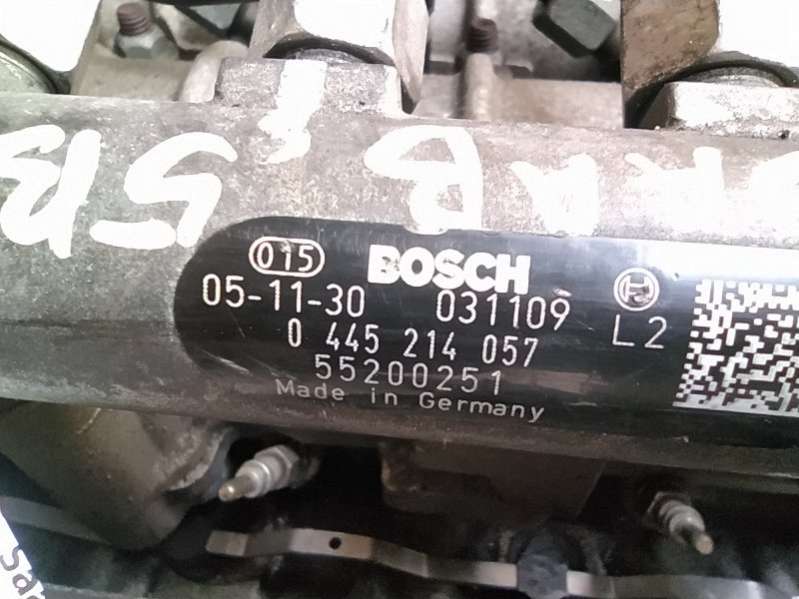 015 BOSCH
05-11-30 031109
0 445 214 057 L2
55200251
Made in Germany